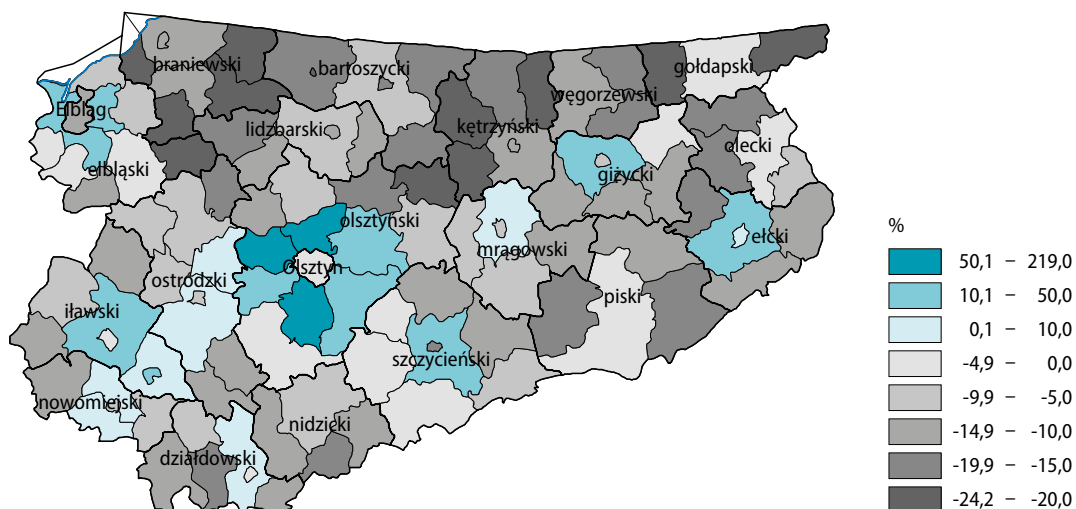 braniewski
bartoszycki
gołdapski
węgorzewski
Elbląg
lidzbarski
kętrzyński
olecki
elbląski
giżycki
olsztyński
mrągowski
ełcki
Olsztyn
ostródzki
piski
iławski
szczycieński
nowomiejski
nidzicki
działdowski
%
50,1 – 219,0
10,1 – 50,0
0,1 – 10,0
-4,9 – 0,0
-9,9 – -5,0
-14,9 – -10,0
-19,9 – -15,0
-24,2 – -20,0